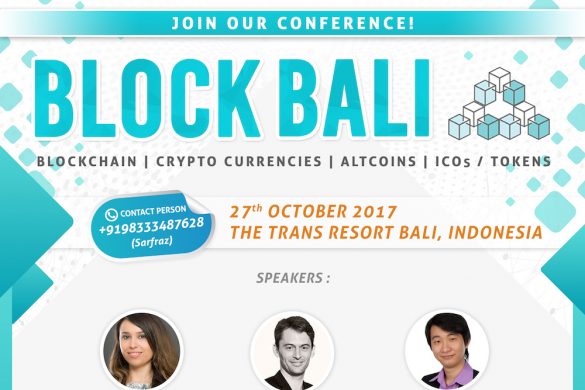 JOIN OUR CONFERENCE!
BLOCK BALI
BLOCKCHAIN | CRYPTO CURRENCIES | ALTCOINS | ICOs / TOKENS
CONTACT PERSON
+9198333487628
(Sarfraz)
27th OCTOBER 2017
THE TRANS RESORT BALI, INDONESIA
SPEAKERS :